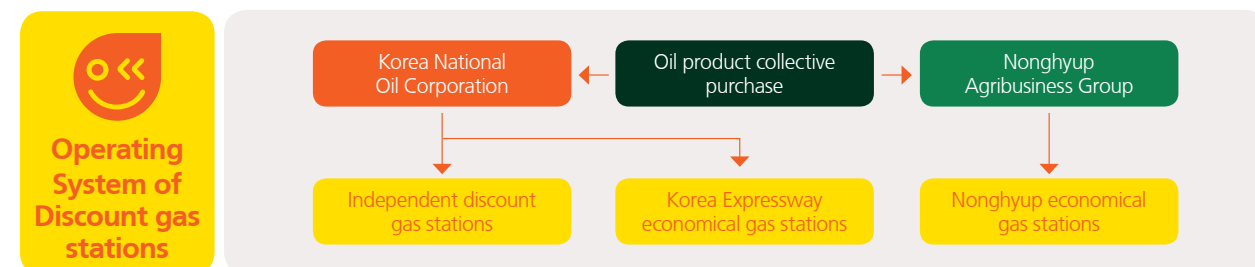 Operating
System of
Discount gas
stations
Korea National
Oil Corporation
Oil product collective
purchase
Nonghyup
Agribusiness Group
Independent discount
gas stations
Korea Expressway
economical gas stations
Nonghyup economical
gas stations